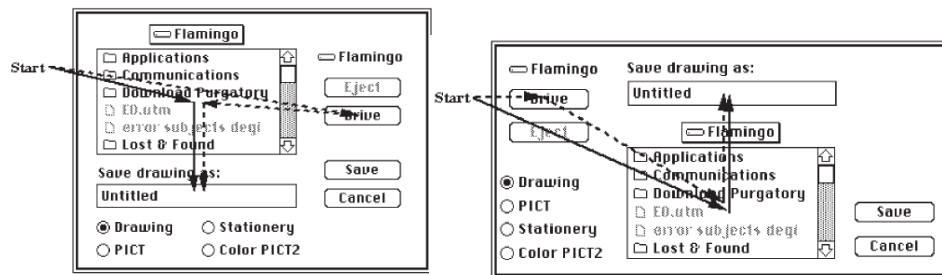 Flamingo
Start
Applications
Communications
Download Purgatory
ED.utm
error subjects degi
Lost & Found
Flamingo
Eject
Drive
Save drawing as:
Untitled
Save
Cancel
Drawing
Stationery
PICT
Color PICT2
Start
Flamingo
Drive
Eject
Save drawing as:
Untitled
Flamingo
Applications
Communications
Download Purgatory
ED.utm
error subjects degi
Lost & Found
Drawing
PICT
Stationery
Color PICT2
Save
Cancel